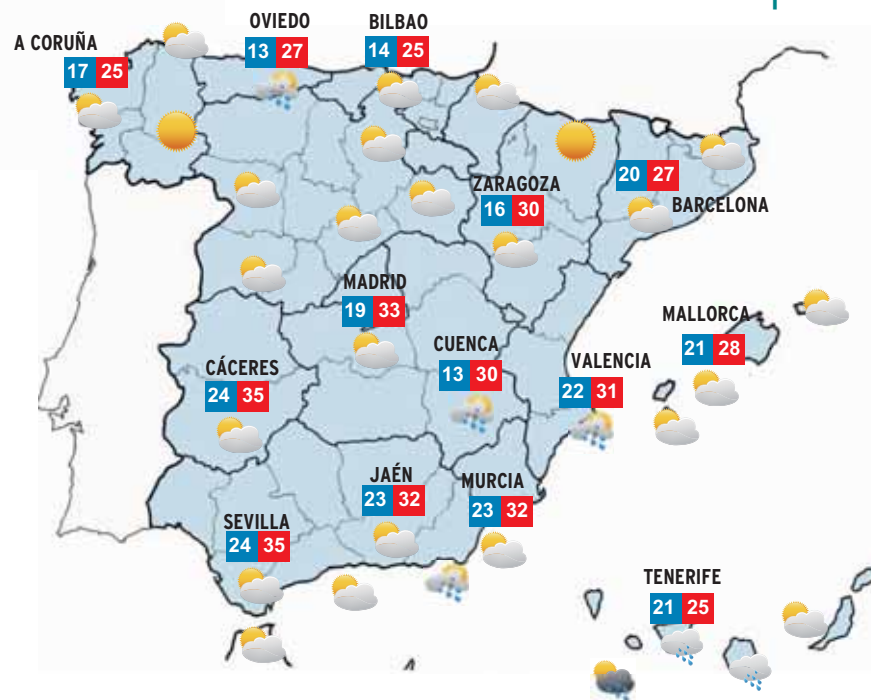 OVIEDO
13 27
BILBAO
14 25
A CORUÑA
17 25
ZARAGOZA
16 30
20 27
BARCELONA
MADRID
19 33
MALLORCA
21 28
CUENCA
13 30
VALENCIA
22 31
CÁCERES
24 35
JAÉN
23 32
MURCIA
23 32
SEVILLA
24 35
TENERIFE
21 25